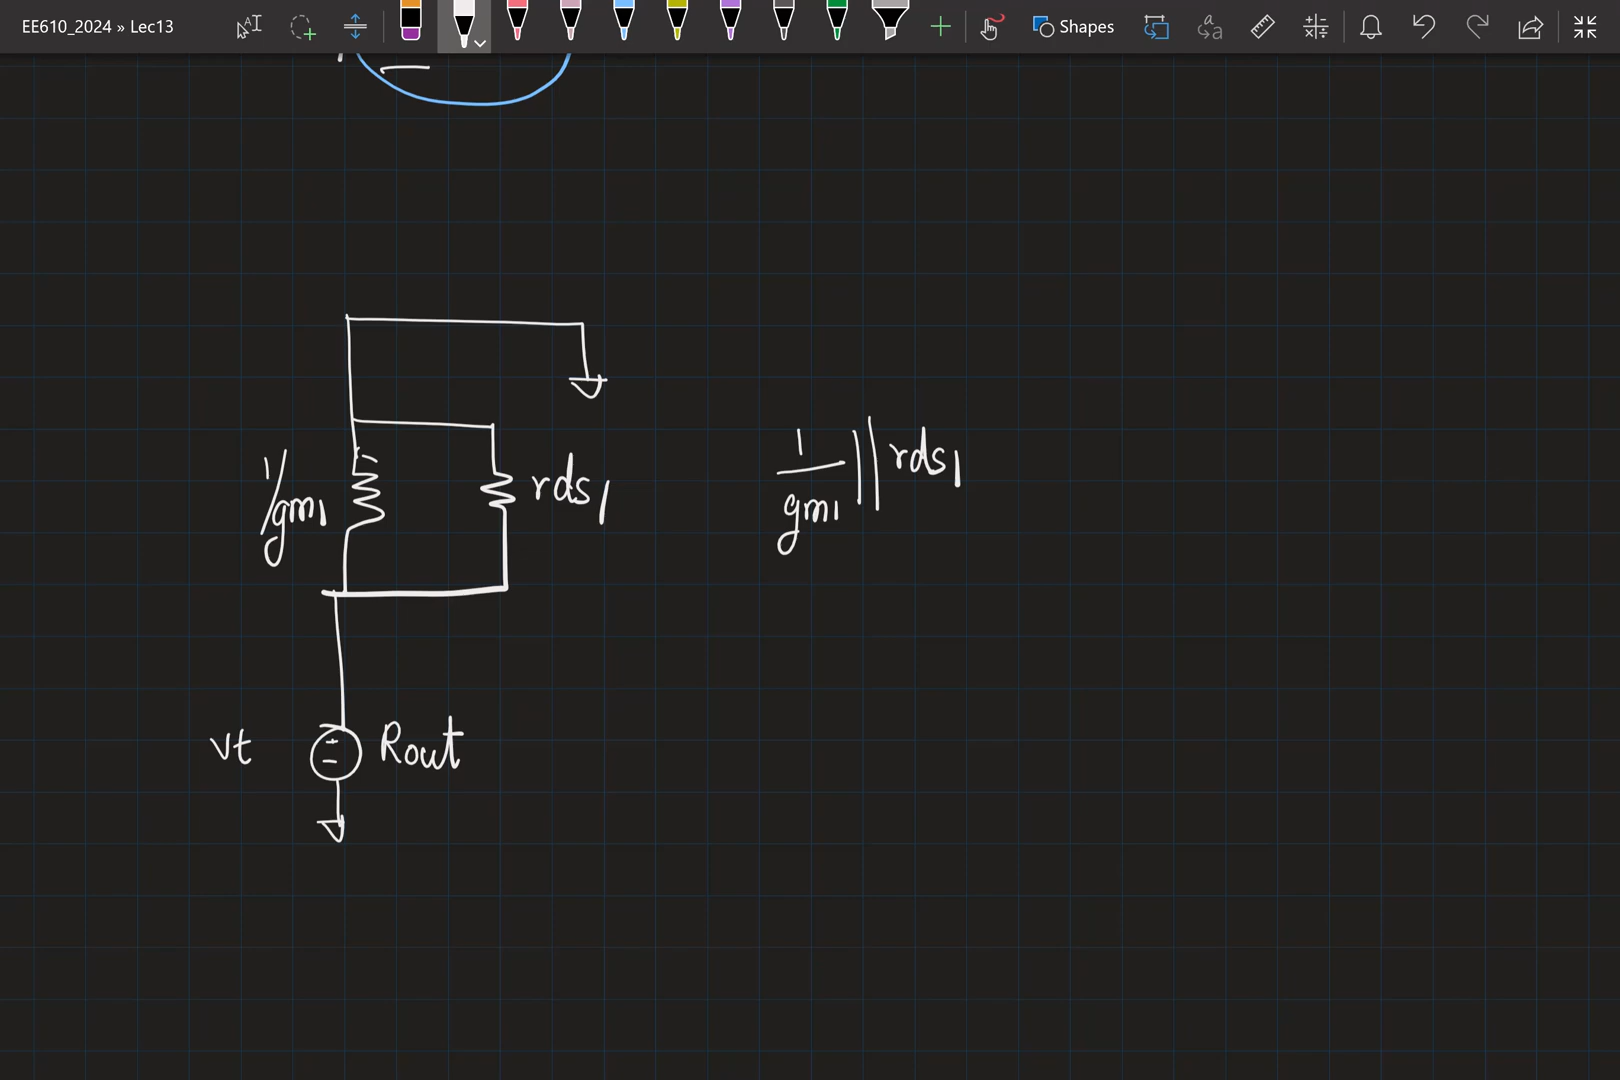 EE610_2024 » Lec13
Shapes
1/gm1
rds1
1/gm1 || rds1
vt
Rout